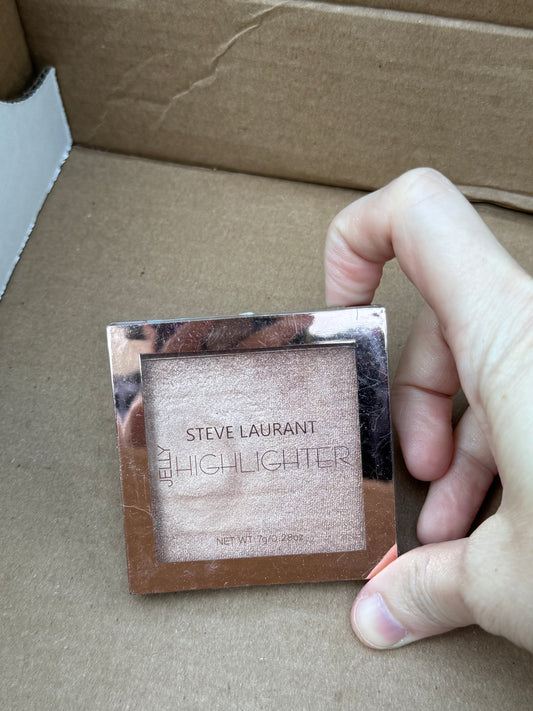 STEVE LAURANT
JELLY
HIGHLIGHTER
NET WT. 7g/0.28oz